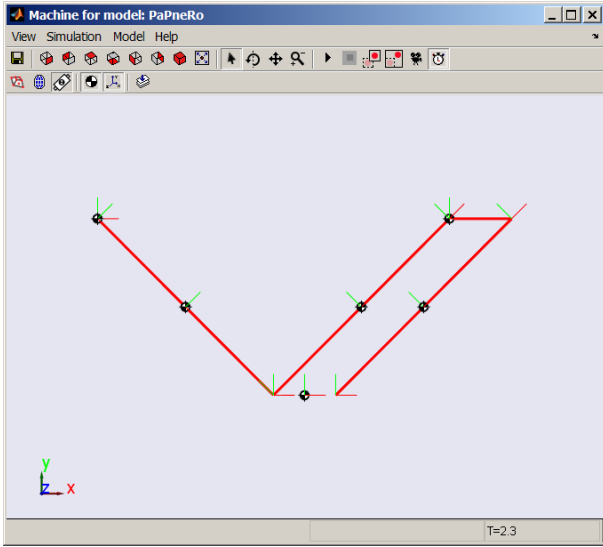 Machine for model: PaPneRo
View Simulation Model Help
y
z x
T=2.3